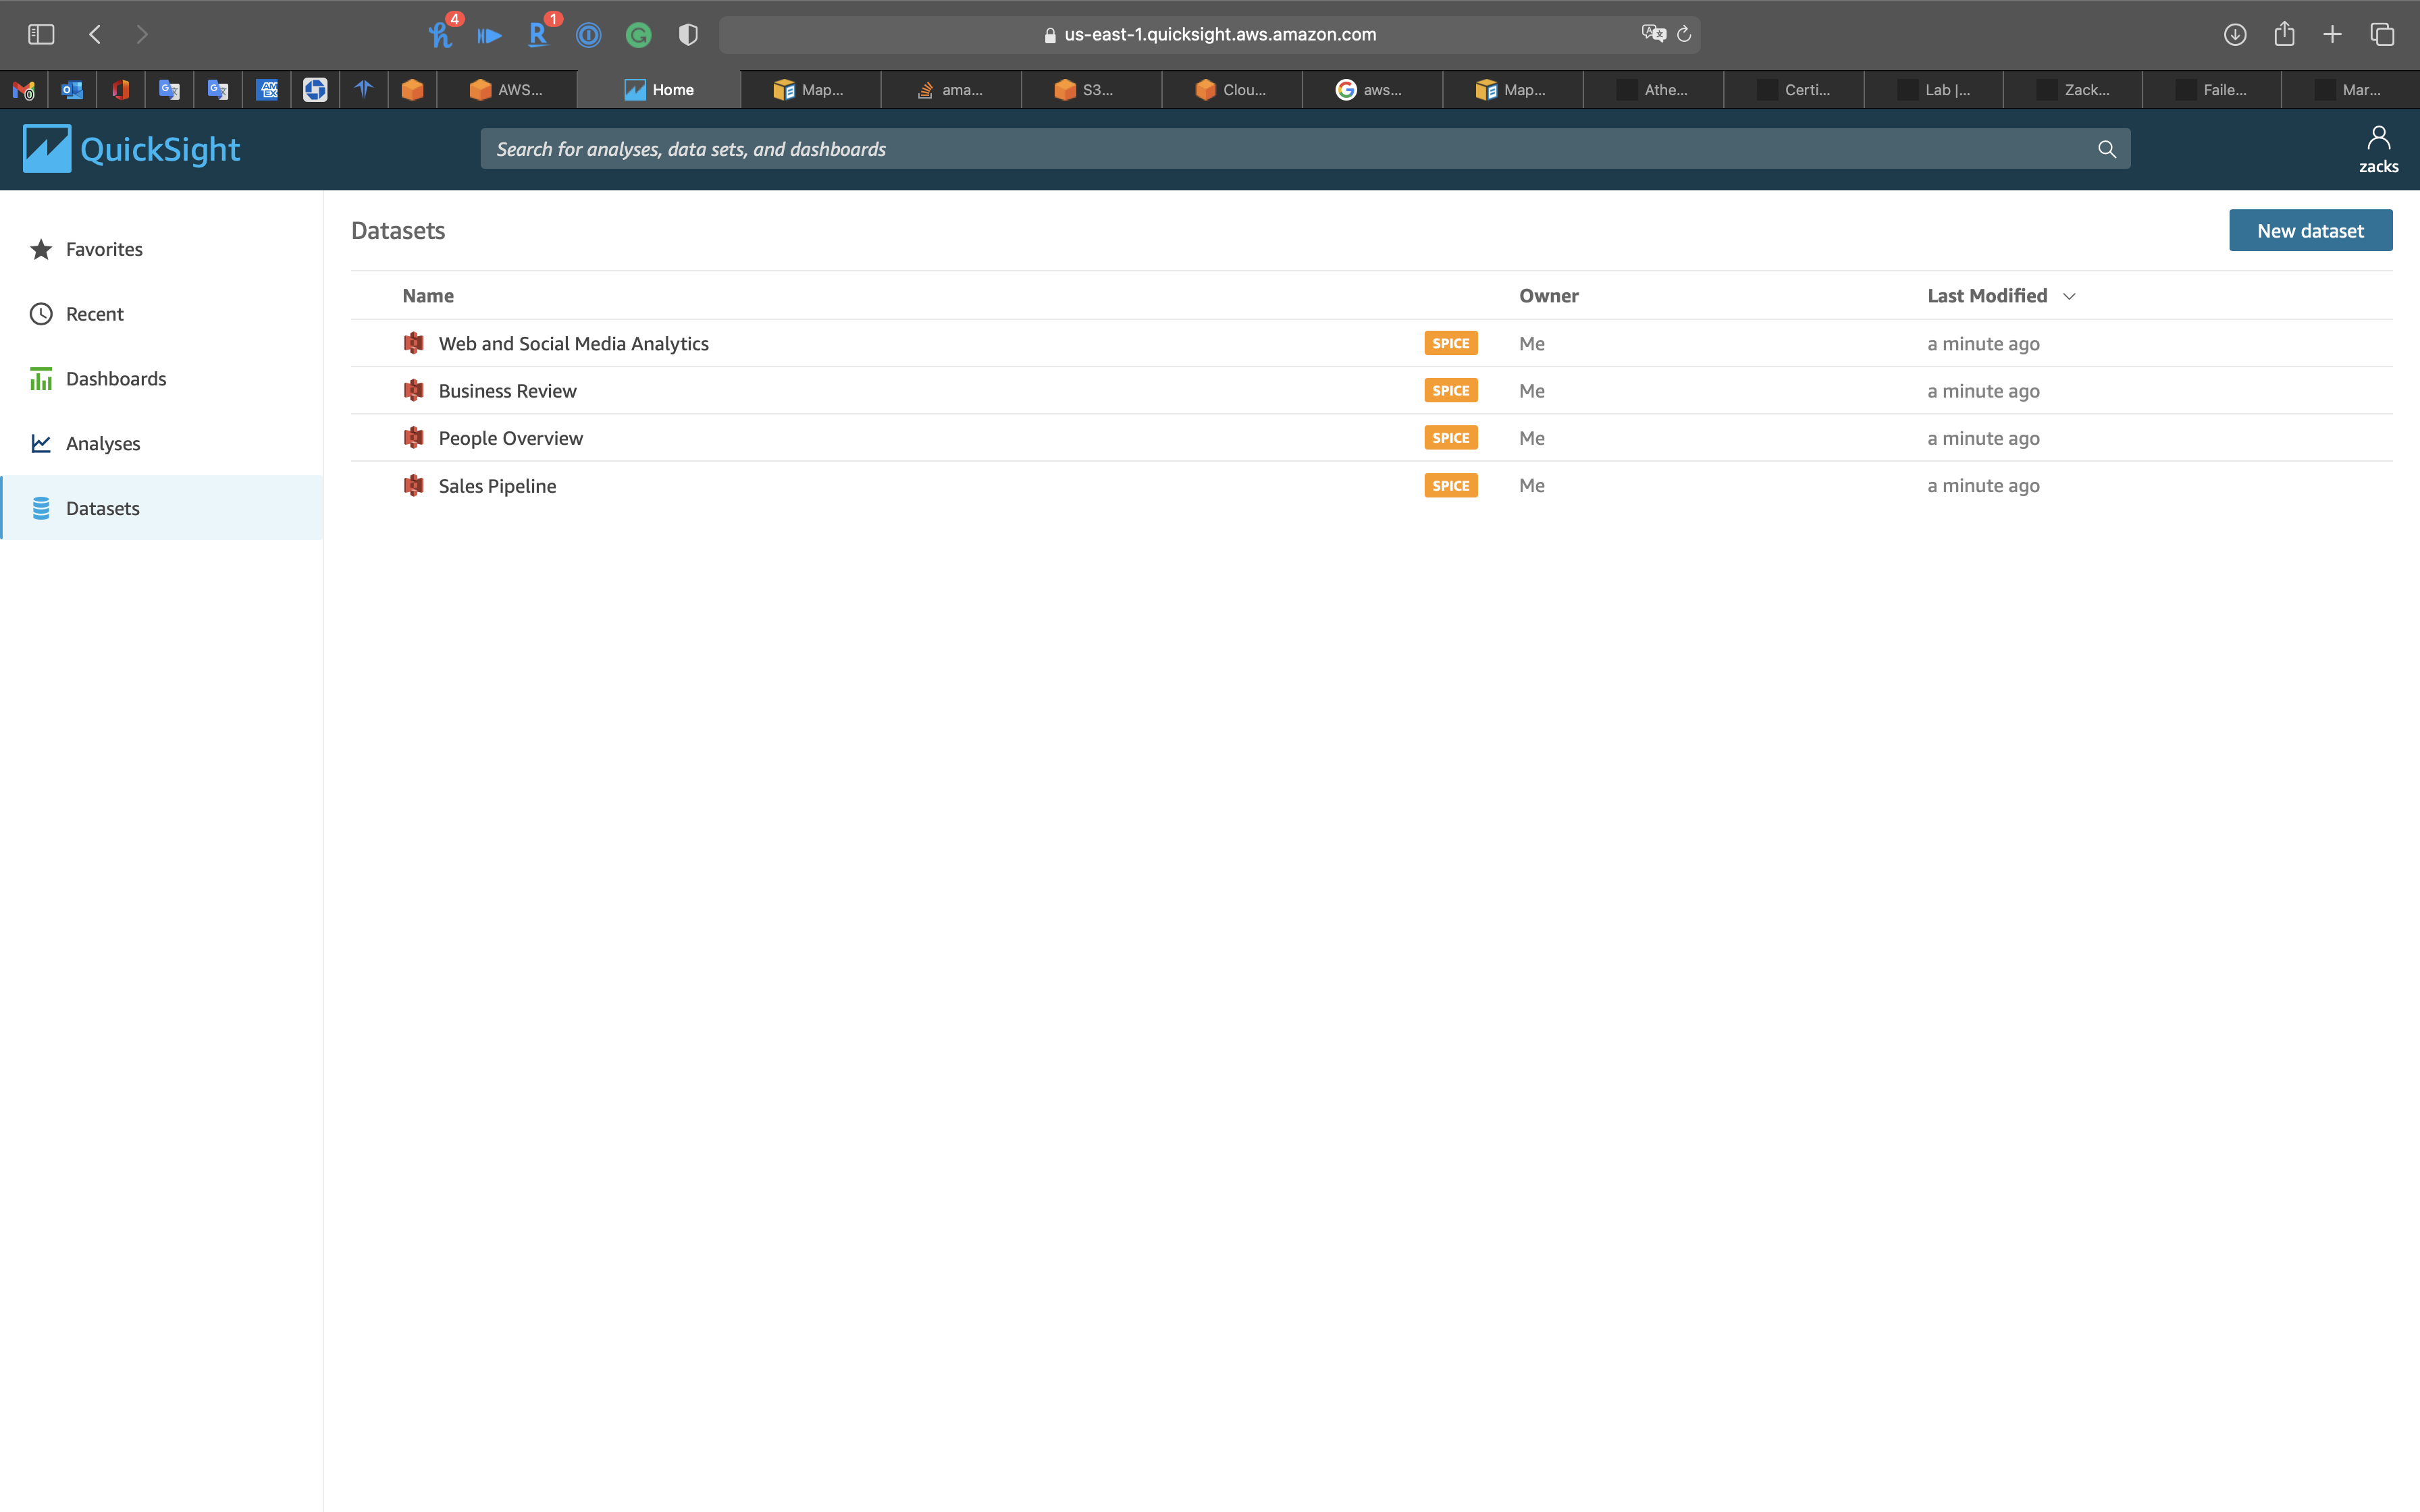 4 1 us-east-1.quicksight.aws.amazon.com
0 AM EX AWS... Home Map... ama... S3... Clou... aws... Map... Athe... Certi... Lab |... Zack... Faile... Mar...
QuickSight Search for analyses, data sets, and dashboards zacks
Favorites
Recent
Dashboards
Analyses
Datasets
Datasets New dataset
Name Owner Last Modified
Web and Social Media Analytics SPICE Me a minute ago
Business Review SPICE Me a minute ago
People Overview SPICE Me a minute ago
Sales Pipeline SPICE Me a minute ago